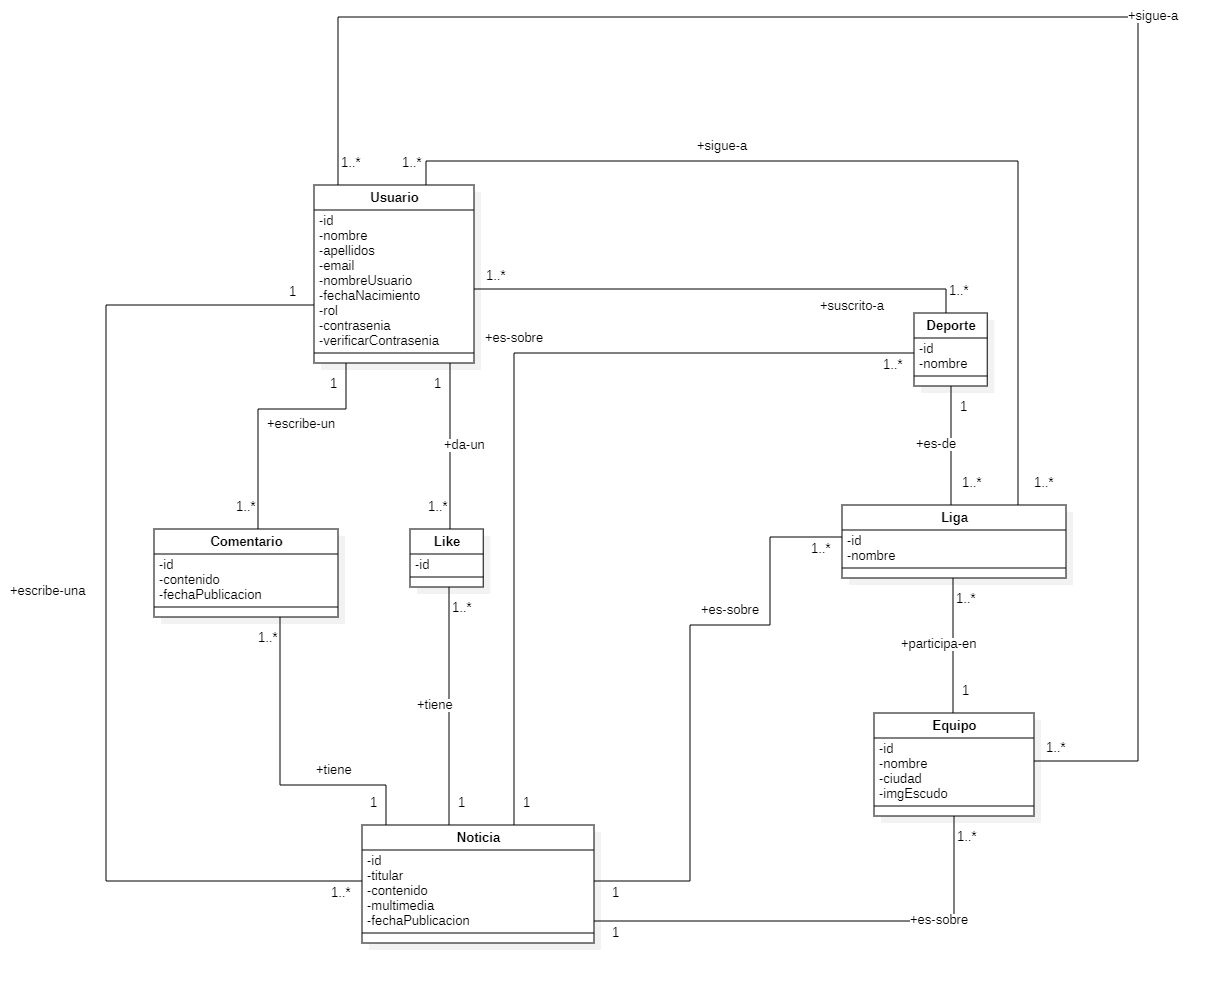 +sigue-a
+sigue-a
1..*
1..*
Usuario
-id
-nombre
-apellidos
-email
-nombreUsuario
-fechaNacimiento
-rol
-contrasenia
-verificarContrasenia
1
1..*
1..*
+suscrito-a
+es-sobre
Deporte
-id
-nombre
1..*
1
1
1
+escribe-un
+da-un
+es-de
1..*
1..*
1..*
1..*
Comentario
-id
-contenido
-fechaPublicacion
Like
-id
Liga
-id
-nombre
1..*
+escribe-una
1..*
1..*
1..*
+es-sobre
+participa-en
1
+tiene
+tiene
Equipo
-id
-nombre
-ciudad
-imgEscudo
1..*
1
1
1
Noticia
-id
-titular
-contenido
-multimedia
-fechaPublicacion
1..*
1
1..*
+es-sobre
1